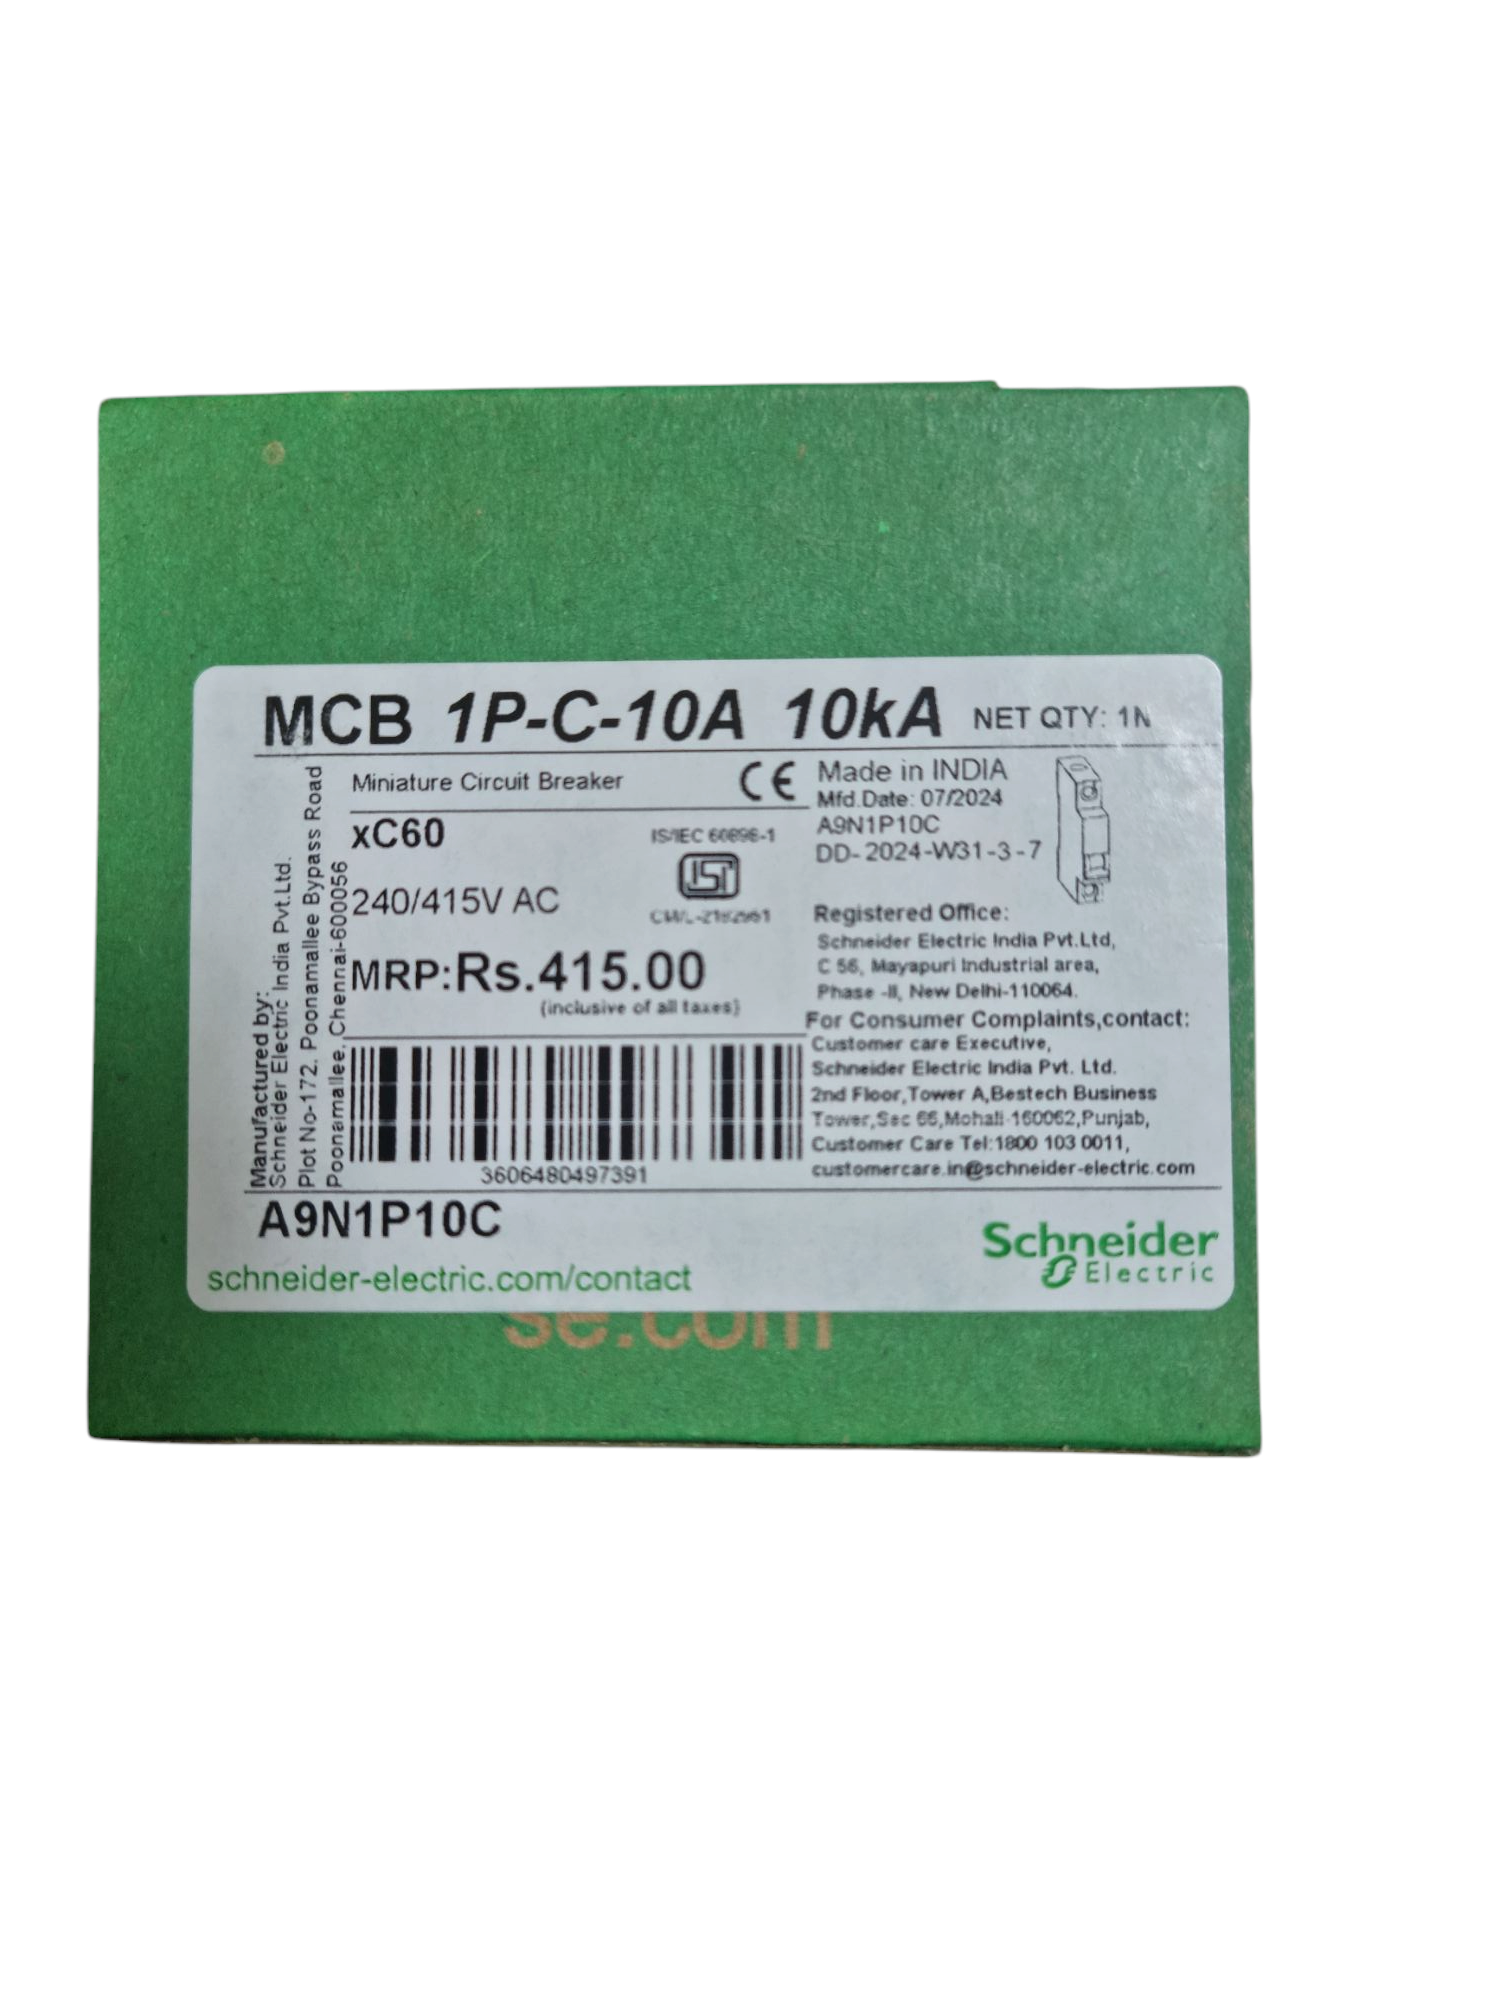 MCB 1P-C-10A 10kA NET QTY: 1N
Manufactured by:
Schneider Electric India Pvt.Ltd.
Plot No-172, Poonamallee Bypass Road
Poonamallee, Chennai-600056
Miniature Circuit Breaker
CE
xC60
IS/IEC 60898-1
ISI
240/415V AC
MRP:Rs.415.00
(inclusive of all taxes)
3606480497391
Made in INDIA
Mfd.Date: 07/2024
A9N1P10C
DD-2024-W31-3-7
Registered Office:
Schneider Electric India Pvt.Ltd,
C 56, Mayapuri Industrial area,
Phase -II, New Delhi-110064.
For Consumer Complaints,contact:
Customer care Executive,
Schneider Electric India Pvt. Ltd.
2nd Floor,Tower A,Bestech Business
Tower,Sec 66,Mohali-160062,Punjab,
Customer Care Tel:1800 103 0011,
customercare.in@schneider-electric.com
A9N1P10C
schneider-electric.com/contact
Schneider
Electric
se.com